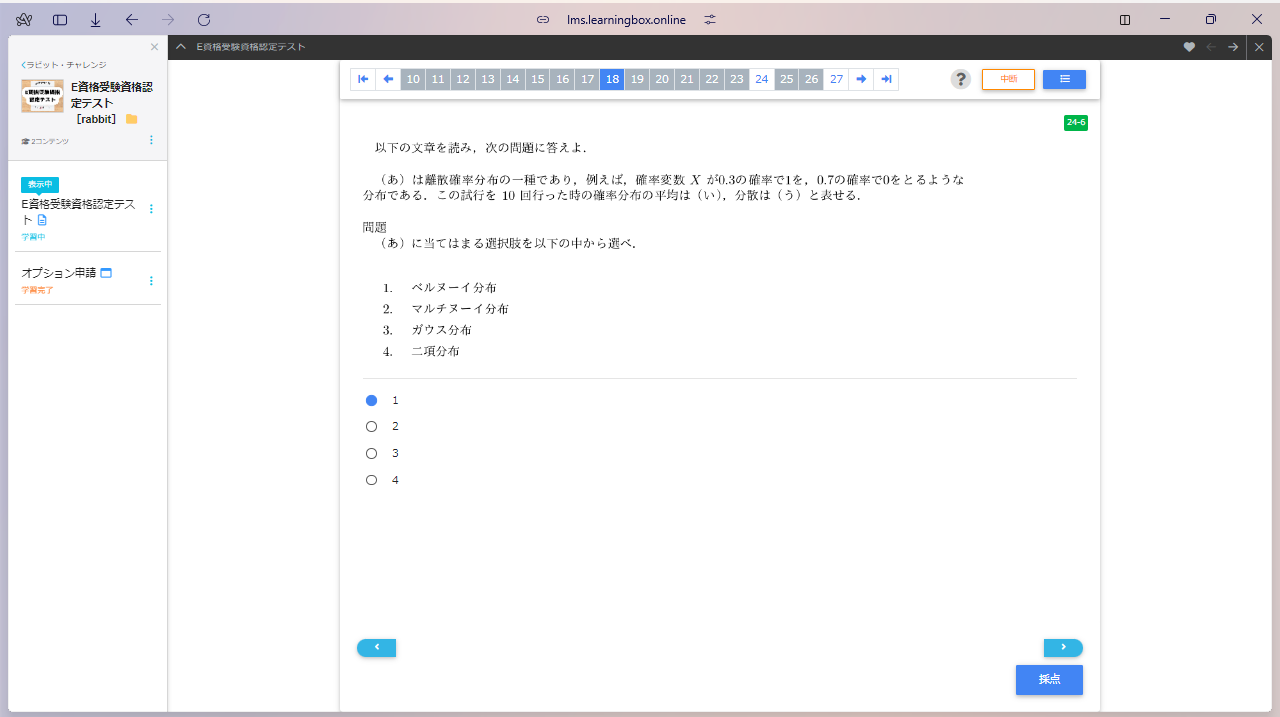 lms.learningbox.online
E資格受験資格認定テスト
ラビット・チャレンジ
E資格受験資格認定テスト［rabbit］
2コンテンツ
表示中
E資格受験資格認定テスト
学習中
オプション申請
学習完了
10 11 12 13 14 15 16 17 18 19 20 21 22 23 24 25 26 27
?
中断
24-6
以下の文章を読み，次の問題に答えよ．
（あ）は離散確率分布の一種であり，例えば，確率変数 X が0.3の確率で1を，0.7の確率で0をとるような
分布である．この試行を 10 回行った時の確率分布の平均は（い），分散は（う）と表せる．
問題
（あ）に当てはまる選択肢を以下の中から選べ．
1. ベルヌーイ分布
2. マルチヌーイ分布
3. ガウス分布
4. 二項分布
1
2
3
4
採点